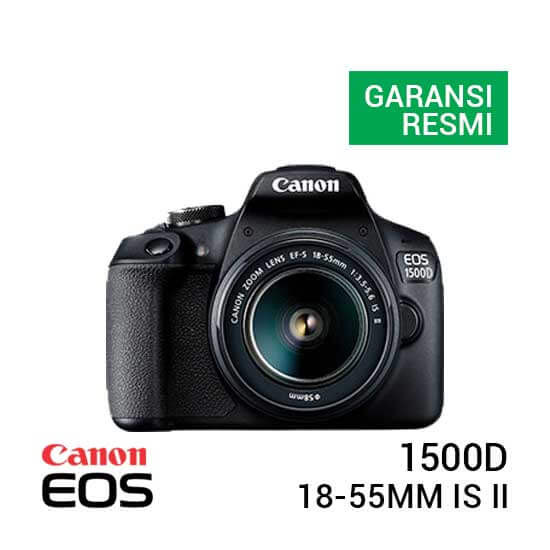 GARANSI
RESMI
Canon
EOS
1500D
CANON ZOOM LENS EF-S 18-55mm 1:3.5-5.6 IS II
Ø58mm
Canon
EOS
1500D
18-55MM IS II